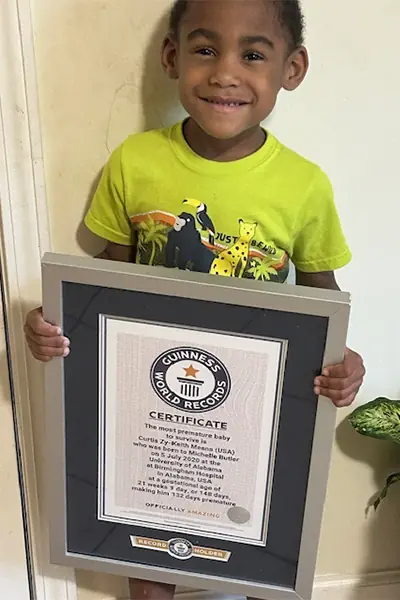 JUST
BEND
GUINNESS
WORLD RECORDS
CERTIFICATE
The most premature baby
to survive is
Curtis Zy-Keith Means (USA)
who was born to Michelle Butler
on 5 July 2020 at the
University of Alabama
at Birmingham Hospital
in Alabama, USA
at a gestational age of
21 weeks 1 day, or 148 days,
making him 132 days premature
OFFICIALLY AMAZING
RECORD
HOLDER